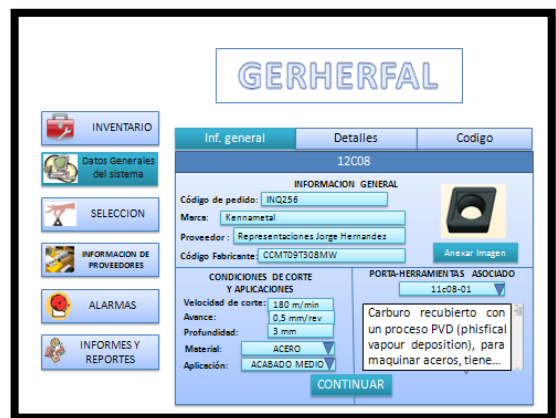 GERHERFAL
INVENTARIO
Datos Generales
del sistema
SELECCION
INFORMACION DE
PROVEEDORES
ALARMAS
INFORMES Y
REPORTES
Inf. general
Detalles
Codigo
12C08
INFORMACION GENERAL
Código de pedido: INQ256
Marca: Kennametal
Proveedor : Representaciones Jorge Hernandez
Código Fabricante: CCMT09T308MW
Anexar Imagen
CONDICIONES DE CORTE
Y APLICACIONES
Velocidad de corte: 180 m/min
Avance: 0,5 mm/rev
Profundidad: 3 mm
Material: ACERO
Aplicación: ACABADO MEDIO
PORTA-HERRAMIENTAS ASOCIADO
11c08-01
Carburo recubierto con
un proceso PVD (phisfical
vapour deposition), para
maquinar aceros, tiene...
CONTINUAR